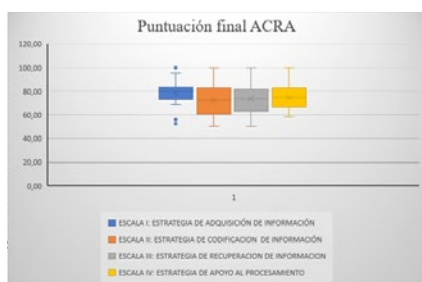 Puntuación final ACRA
120,00
100,00
80,00
60,00
40,00
20,00
0,00
1
ESCALA I: ESTRATEGIA DE ADQUISICIÓN DE INFORMACIÓN
ESCALA II: ESTRATEGIA DE CODIFICACION DE INFORMACIÓN
ESCALA III: ESTRATEGIA DE RECUPERACION DE INFORMACION
ESCALA IV: ESTRATEGIA DE APOYO AL PROCESAMIENTO